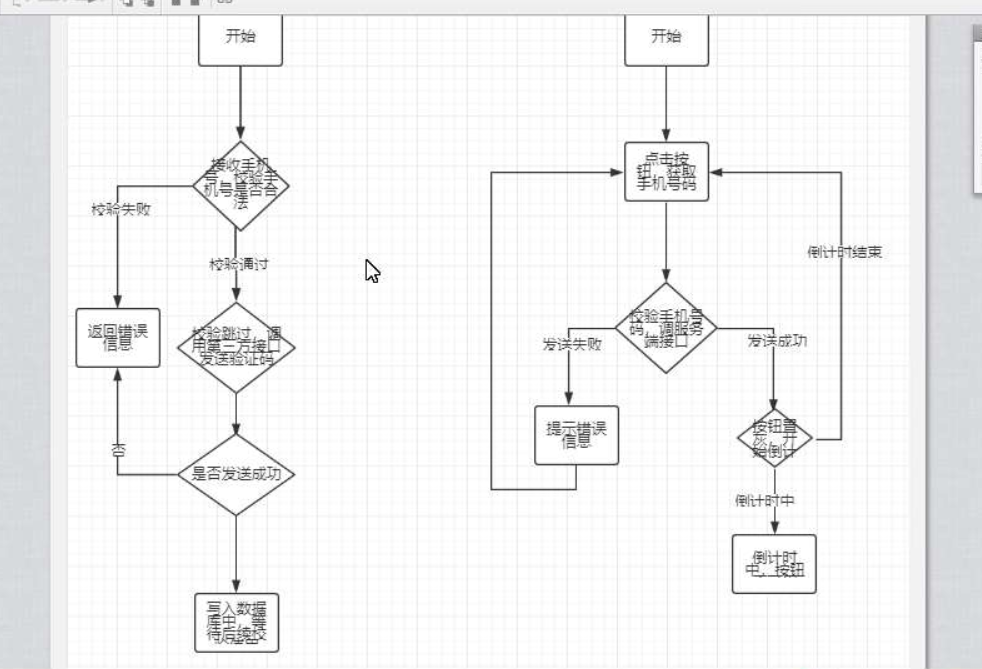 开始
接收手机
号，校验手
机号是否合
法
校验失败
校验通过
返回错误
信息
校验跳过，调
用第三方接口
发送验证码
否
是否发送成功
写入数据
库中，等
待后续校
开始
点击按
钮，获取
手机号码
倒计时结束
校验手机号
码，调服务
端接口
发送失败
发送成功
提示错误
信息
按钮置
灰，开
始倒计
倒计时中
倒计时
中，按钮